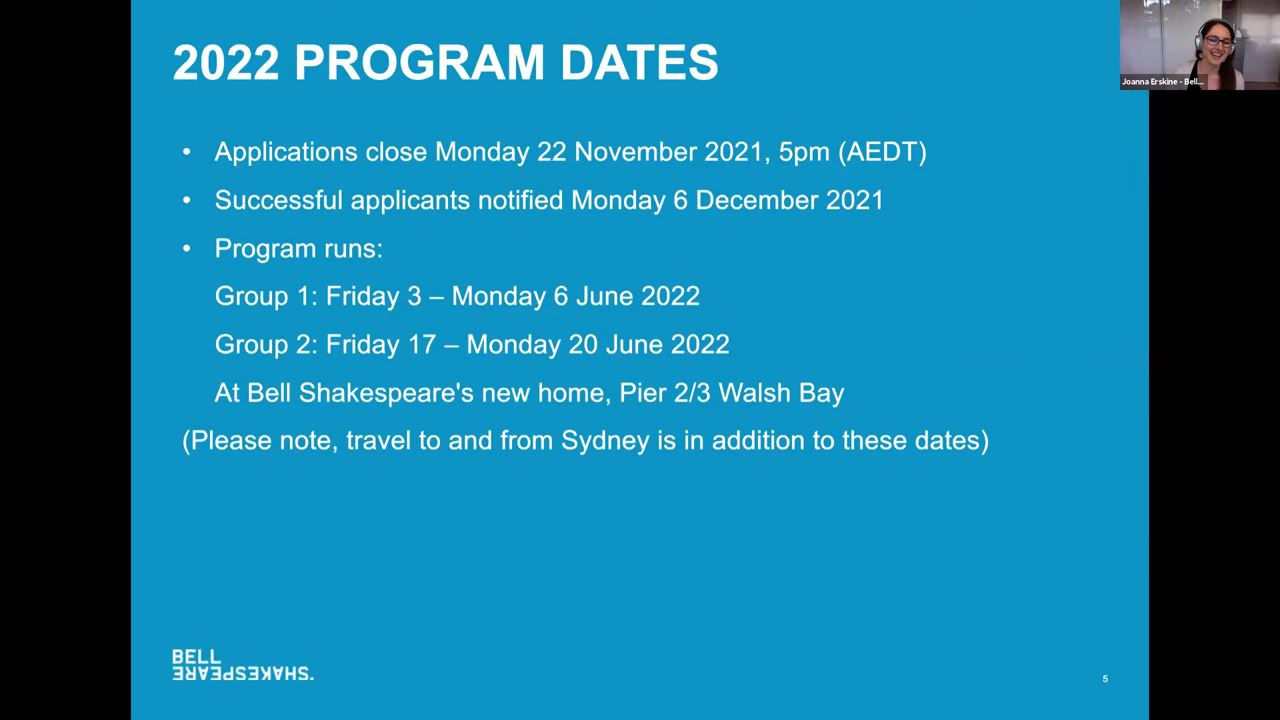 2022 PROGRAM DATES
Joanna Erskine - Bell...
• Applications close Monday 22 November 2021, 5pm (AEDT)
• Successful applicants notified Monday 6 December 2021
• Program runs:
Group 1: Friday 3 – Monday 6 June 2022
Group 2: Friday 17 – Monday 20 June 2022
At Bell Shakespeare's new home, Pier 2/3 Walsh Bay
(Please note, travel to and from Sydney is in addition to these dates)
BELL
SHAKESPEARE.
5